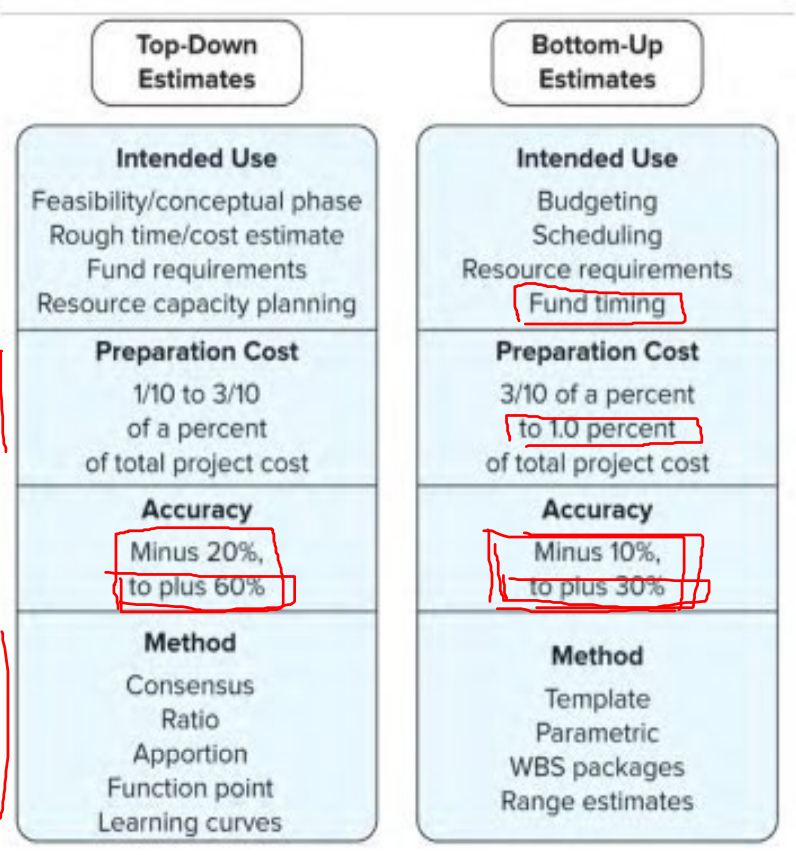 Top-Down
Estimates
Intended Use
Feasibility/conceptual phase
Rough time/cost estimate
Fund requirements
Resource capacity planning
Preparation Cost
1/10 to 3/10
of a percent
of total project cost
Accuracy
Minus 20%,
to plus 60%
Method
Consensus
Ratio
Apportion
Function point
Learning curves
Bottom-Up
Estimates
Intended Use
Budgeting
Scheduling
Resource requirements
Fund timing
Preparation Cost
3/10 of a percent
to 1.0 percent
of total project cost
Accuracy
Minus 10%,
to plus 30%
Method
Template
Parametric
WBS packages
Range estimates